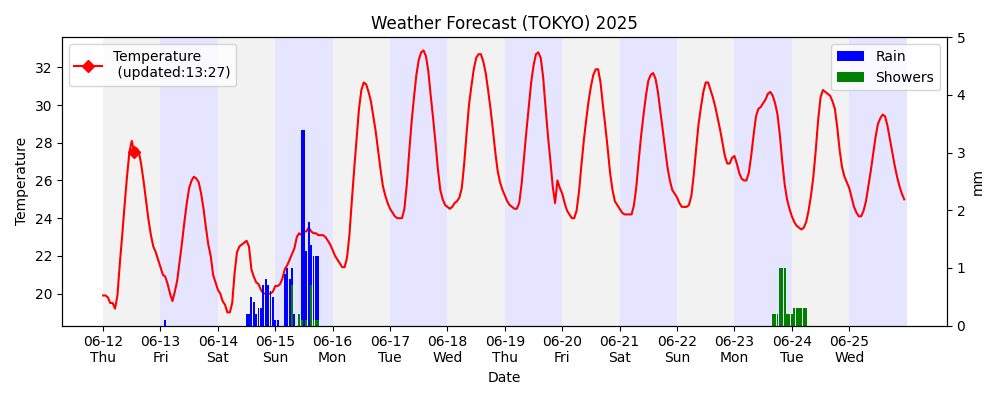 Weather Forecast (TOKYO) 2025
Temperature
(updated:13:27)
Rain
Showers
Temperature
32
30
28
26
24
22
20
5
4
3
2
1
0
mm
06-12 06-13 06-14 06-15 06-16 06-17 06-18 06-19 06-20 06-21 06-22 06-23 06-24 06-25
Thu Fri Sat Sun Mon Tue Wed Thu Fri Sat Sun Mon Tue Wed
Date